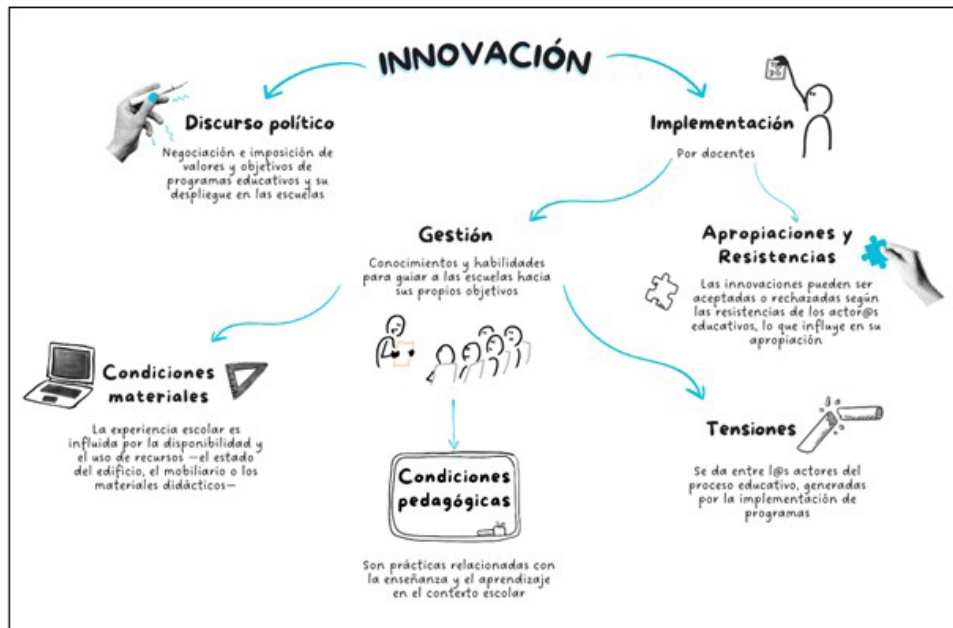 INNOVACIÓN
Discurso político
Negociación e imposición de
valores y objetivos de
programas educativos y su
despliegue en las escuelas
Implementación
Por docentes
Gestión
Conocimientos y habilidades
para guiar a las escuelas hacia
sus propios objetivos
Apropiaciones y
Resistencias
Las innovaciones pueden ser
aceptadas o rechazadas según
las resistencias de los actor@s
educativos, lo que influye en su
apropiación
Condiciones
materiales
La experiencia escolar es
influida por la disponibilidad y
el uso de recursos —el estado
del edificio, el mobiliario o los
materiales didácticos—
Condiciones
pedagógicas
Son prácticas relacionadas con
la enseñanza y el aprendizaje
en el contexto escolar
Tensiones
Se da entre l@s actores del
proceso educativo, generadas
por la implementación de
programas